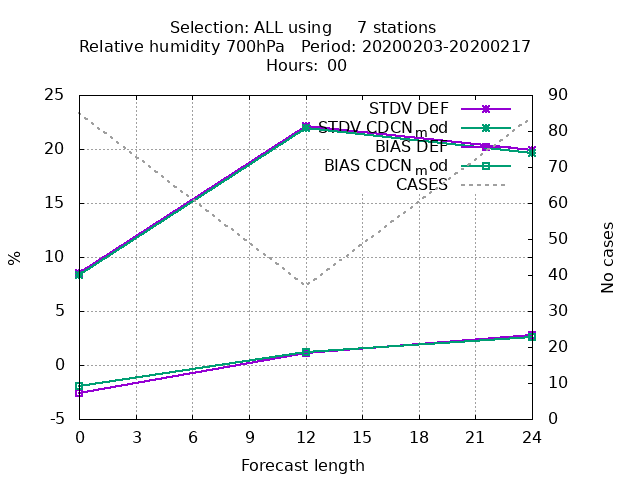 Selection: ALL using     7 stations
Relative humidity 700hPa   Period: 20200203-20200217
Hours: 00
25
20
15
10
5
0
-5
%
90
80
70
60
50
40
30
20
10
0
No cases
STDV DEF
STDV CDCNmod
BIAS DEF
BIAS CDCNmod
CASES
0 3 6 9 12 15 18 21 24
Forecast length